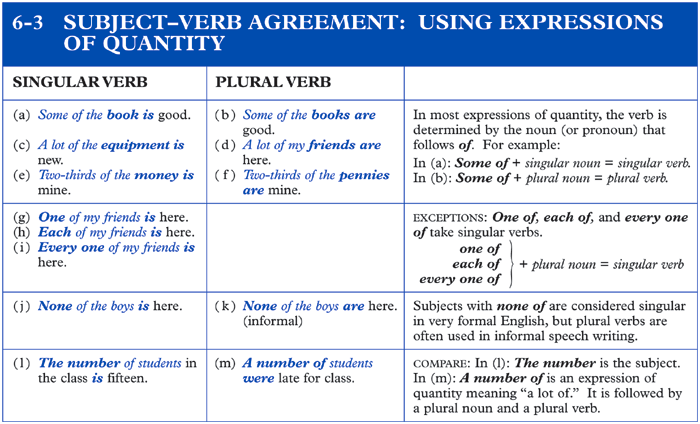 6-3 SUBJECT–VERB AGREEMENT: USING EXPRESSIONS
OF QUANTITY
SINGULAR VERB
PLURAL VERB
(a) Some of the book is good.
(b) Some of the books are
good.
(c) A lot of the equipment is
new.
(d) A lot of my friends are
here.
(e) Two-thirds of the money is
mine.
(f) Two-thirds of the pennies
are mine.
In most expressions of quantity, the verb is
determined by the noun (or pronoun) that
follows of. For example:
In (a): Some of + singular noun = singular verb.
In (b): Some of + plural noun = plural verb.
(g) One of my friends is here.
(h) Each of my friends is here.
(i) Every one of my friends is
here.
EXCEPTIONS: One of, each of, and every one
of take singular verbs.
one of
each of
every one of
+ plural noun = singular verb
(j) None of the boys is here.
(k) None of the boys are here.
(informal)
Subjects with none of are considered singular
in very formal English, but plural verbs are
often used in informal speech writing.
(l) The number of students in
the class is fifteen.
(m) A number of students
were late for class.
COMPARE: In (l): The number is the subject.
In (m): A number of is an expression of
quantity meaning “a lot of.” It is followed by
a plural noun and a plural verb.